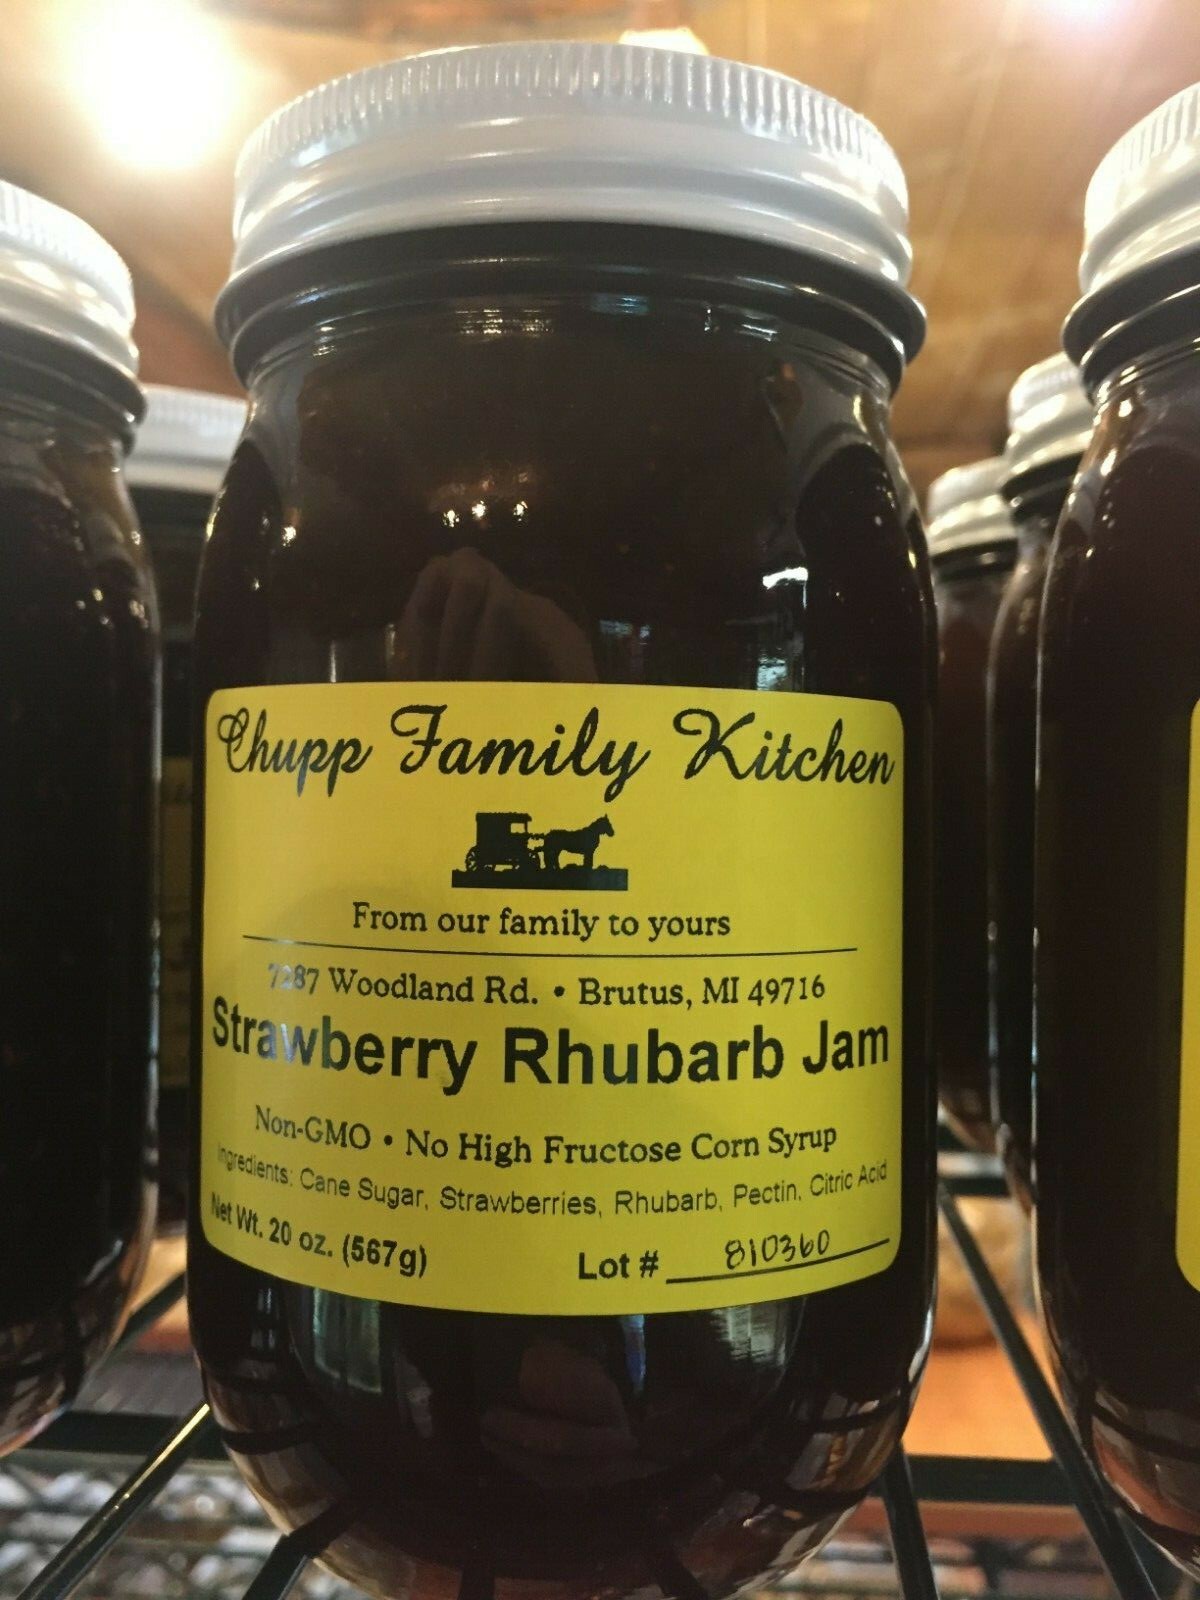 Chupp Family Kitchen
From our family to yours
7287 Woodland Rd. • Brutus, MI 49716
Strawberry Rhubarb Jam
Non-GMO • No High Fructose Corn Syrup
Ingredients: Cane Sugar, Strawberries, Rhubarb, Pectin, Citric Acid
Net Wt. 20 oz. (567g) Lot # 810360